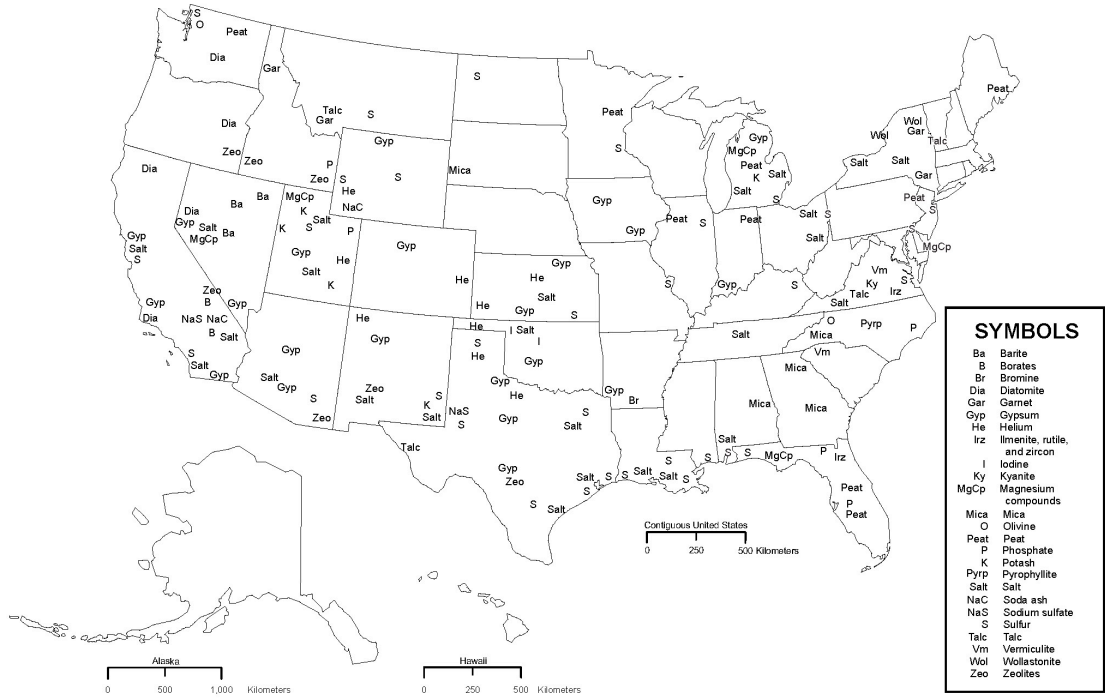 S
O
Peat
Dia
Gar
S
Talc
Gar
S
Peat
Peat
Dia
Zeo
Zeo
P
Zeo
Gyp
S
S
He
NaC
Mica
S
Gyp
MgCp
Peat
K
Salt
Salt
S
Wol
Wol
Gar
Talc
Salt
Salt
Gar
Dia
Ba
Ba
Dia
Gyp
Salt
Ba
MgCp
MgCp
K
Salt
K
S
P
Gyp
He
Salt
K
Gyp
Gyp
Gyp
Peat
S
Peat
Salt
S
Salt
Peat
S
S
MgCp
Gyp
Salt
S
Gyp
Dia
Zeo
B
Gyp
NaS
NaC
B
Salt
S
Salt
Gyp
He
Gyp
He
He
Salt
Gyp
S
S
Gyp
S
Vm
Ky
Irz
S
Talc
Salt
Gyp
Salt
Gyp
S
Zeo
He
Gyp
Zeo
Salt
S
K
Salt
He
S
He
I
Salt
I
Gyp
Gyp
He
NaS
S
Gyp
S
Salt
Talc
Gyp
Zeo
S
Salt
Salt
S
S
Gyp
Br
Salt
O
Mica
Pyrp
P
Vm
Mica
Mica
Mica
Salt
S
Salt
S
Salt
S
S
S
S
MgCp
P
Irz
Peat
P
Peat
Contiguous United States
0 250 500 Kilometers
Alaska
0 500 1,000 Kilometers
Hawaii
0 250 500 Kilometers
SYMBOLS
Ba Barite
B Borates
Br Bromine
Dia Diatomite
Gar Garnet
Gyp Gypsum
He Helium
Irz Ilmenite, rutile,
and zircon
I Iodine
Ky Kyanite
MgCp Magnesium
compounds
Mica Mica
O Olivine
Peat Peat
P Phosphate
K Potash
Pyrp Pyrophyllite
Salt Salt
NaC Soda ash
NaS Sodium sulfate
S Sulfur
Talc Talc
Vm Vermiculite
Wol Wollastonite
Zeo Zeolites